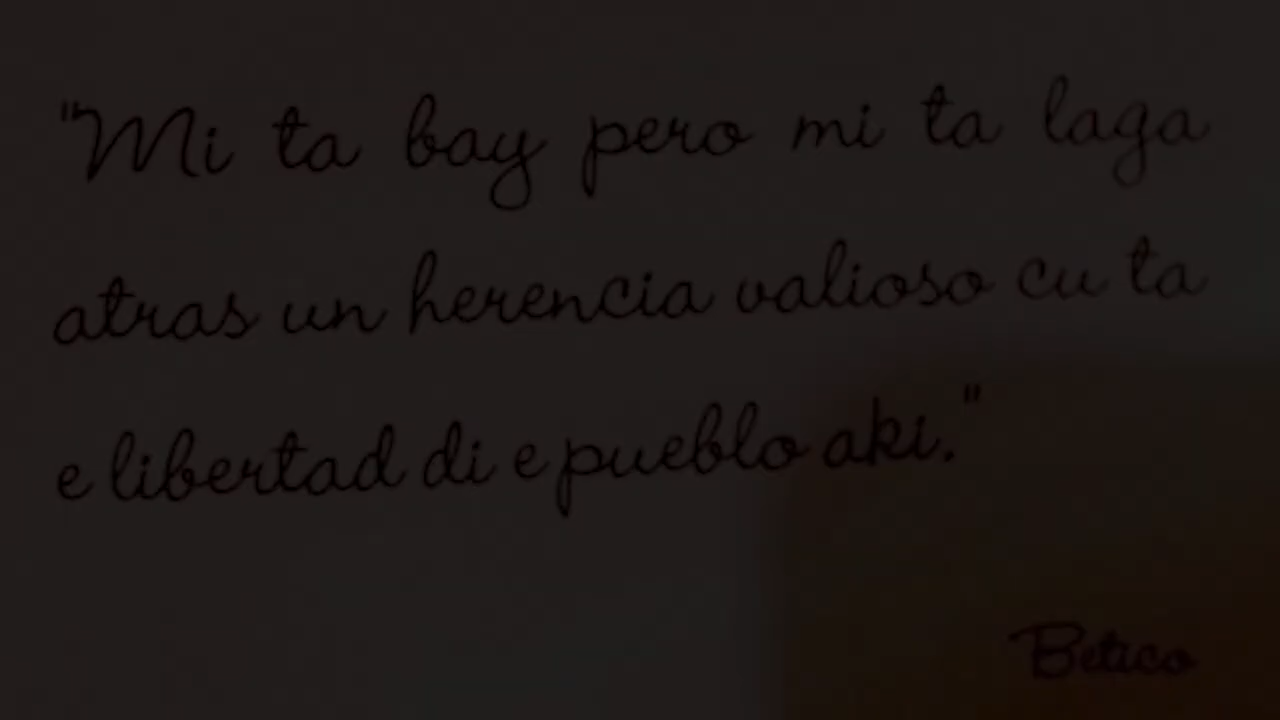 "Mi ta bay pero mi ta laga
atras un herencia valioso cu ta
e libertad di e pueblo aki."
Betico